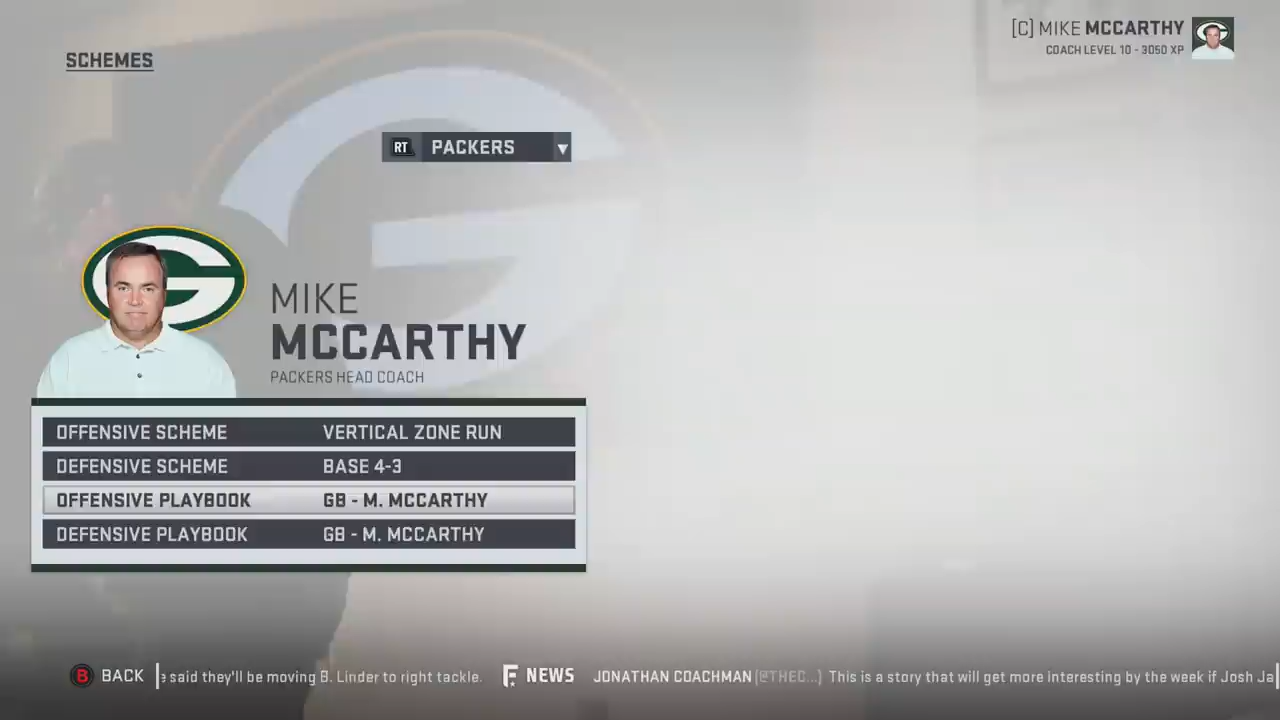 SCHEMES
[C] MIKE MCCARTHY
COACH LEVEL 10 - 3050 XP
RT PACKERS
MIKE
MCCARTHY
PACKERS HEAD COACH
OFFENSIVE SCHEME VERTICAL ZONE RUN
DEFENSIVE SCHEME BASE 4-3
OFFENSIVE PLAYBOOK GB - M. MCCARTHY
DEFENSIVE PLAYBOOK GB - M. MCCARTHY
B BACK said they'll be moving B. Linder to right tackle. NEWS JONATHAN COACHMAN (@THEC...) This is a story that will get more interesting by the week if Josh Ja